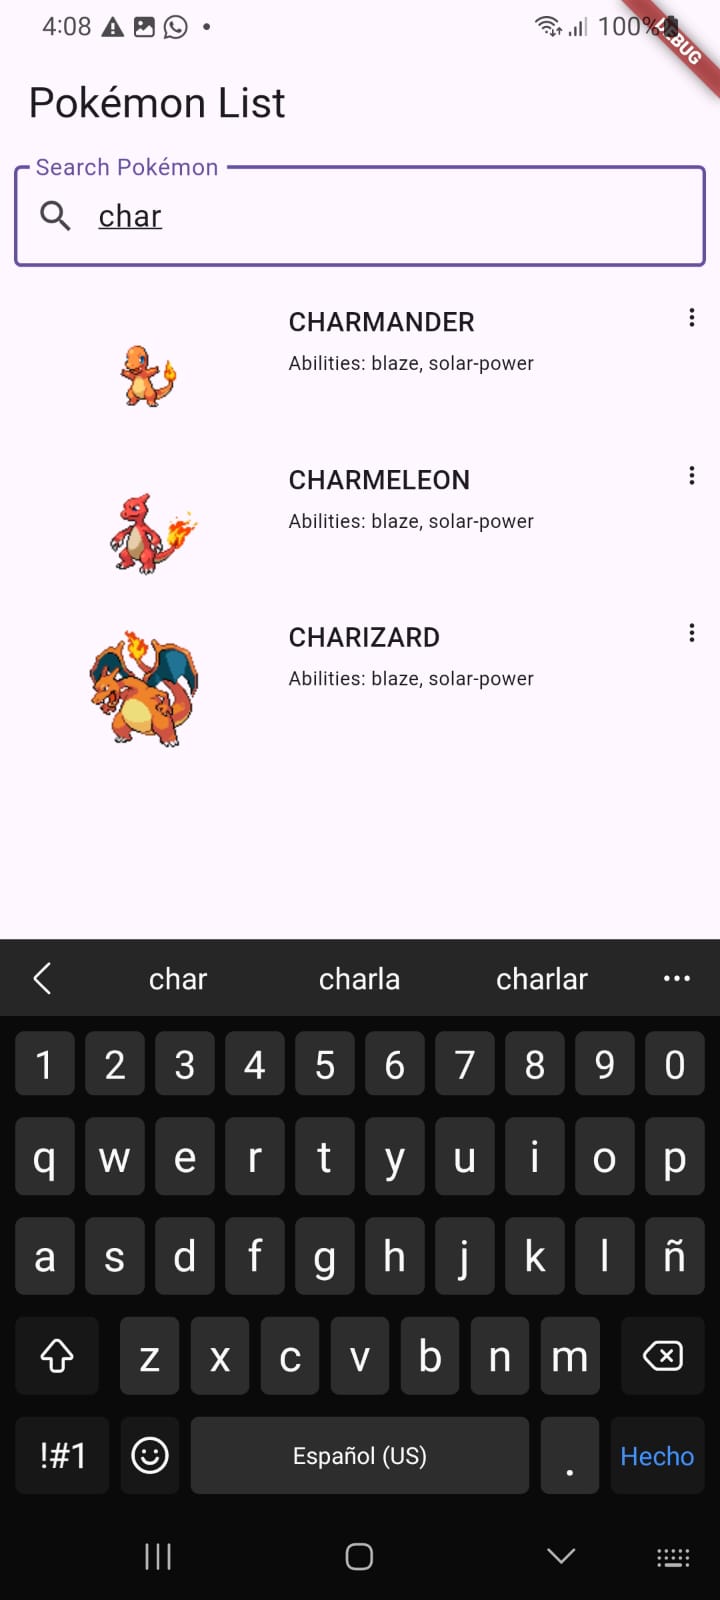 4:08 100%
DEBUG
Pokémon List
Search Pokémon
char
CHARMANDER
Abilities: blaze, solar-power
CHARMELEON
Abilities: blaze, solar-power
CHARIZARD
Abilities: blaze, solar-power
char charla charlar
1 2 3 4 5 6 7 8 9 0
q w e r t y u i o p
a s d f g h j k l ñ
z x c v b n m
!#1 Español (US) . Hecho